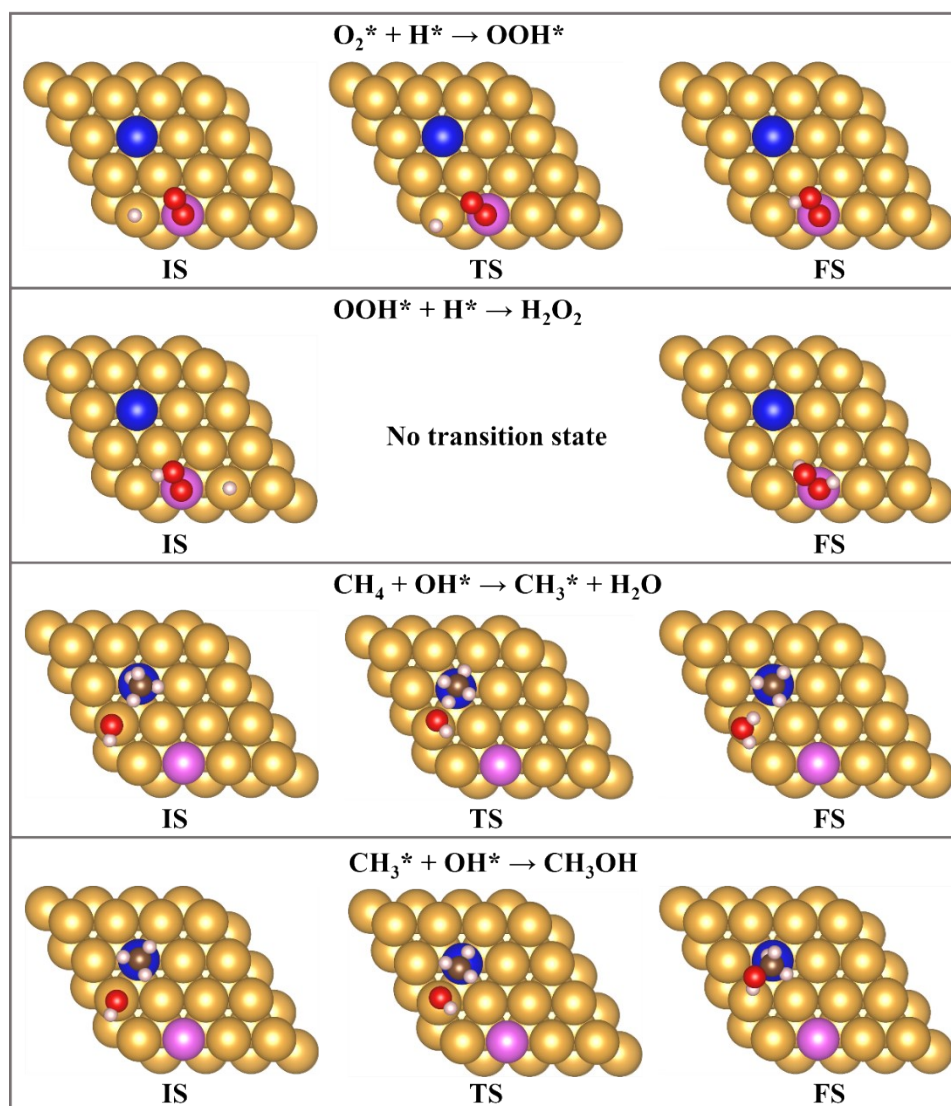 O₂* + H* → OOH*
IS TS FS
OOH* + H* → H₂O₂
No transition state
IS FS
CH₄ + OH* → CH₃* + H₂O
IS TS FS
CH₃* + OH* → CH₃OH
IS TS FS